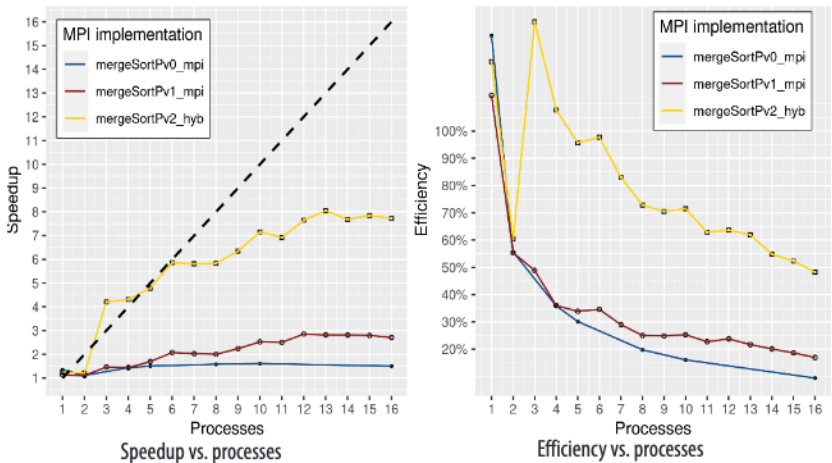 16
15
14
13
12
11
10
9
8
7
6
5
4
3
2
1
Speedup
MPI implementation
mergeSortPv0_mpi
mergeSortPv1_mpi
mergeSortPv2_hyb
1 2 3 4 5 6 7 8 9 10 11 12 13 14 15 16
Processes
Speedup vs. processes
100%
90%
80%
70%
60%
50%
40%
30%
20%
Efficiency
MPI implementation
mergeSortPv0_mpi
mergeSortPv1_mpi
mergeSortPv2_hyb
1 2 3 4 5 6 7 8 9 10 11 12 13 14 15 16
Processes
Efficiency vs. processes